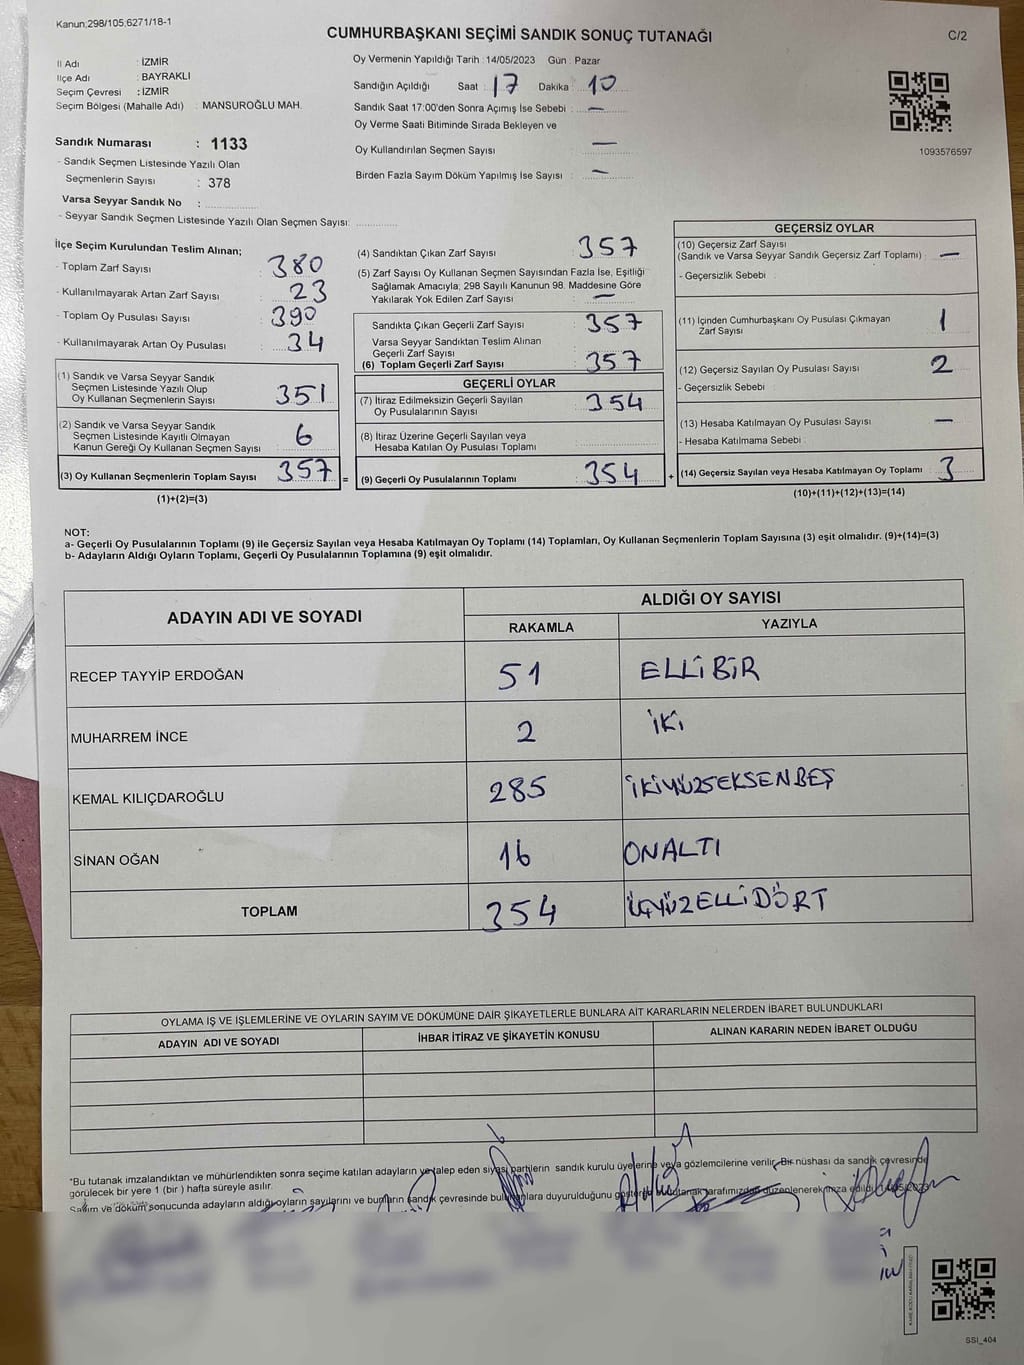 Kanun,298/105,6271/18-1
CUMHURBAŞKANI SEÇİMİ SANDIK SONUÇ TUTANAĞI
C/2
İl Adı : İZMİR
İlçe Adı : BAYRAKLI
Seçim Çevresi : İZMİR
Seçim Bölgesi (Mahalle Adı) : MANSUROĞLU MAH.
Oy Vermenin Yapıldığı Tarih : 14/05/2023 Gün : Pazar
Sandığın Açıldığı Saat : 17 Dakika : 10
Sandık Saat 17:00'den Sonra Açımış İse Sebebi : —
Oy Verme Saati Bitiminde Sırada Bekleyen ve
Oy Kullandırılan Seçmen Sayısı —
Birden Fazla Sayım Döküm Yapılmış İse Sayısı : —
1093576597
Sandık Numarası : 1133
- Sandık Seçmen Listesinde Yazılı Olan
Seçmenlerin Sayısı : 378
Varsa Seyyar Sandık No :
- Seyyar Sandık Seçmen Listesinde Yazılı Olan Seçmen Sayısı:
İlçe Seçim Kurulundan Teslim Alınan;
- Toplam Zarf Sayısı : 380
- Kullanılmayarak Artan Zarf Sayısı : 23
- Toplam Oy Pusulası Sayısı : 390
- Kullanılmayarak Artan Oy Pusulası : 34
(1) Sandık ve Varsa Seyyar Sandık
Seçmen Listesinde Yazılı Olup
Oy Kullanan Seçmenlerin Sayısı : 351
(2) Sandık ve Varsa Seyyar Sandık
Seçmen Listesinde Kayıtlı Olmayan
Kanun Gereği Oy Kullanan Seçmen Sayısı : 6
(3) Oy Kullanan Seçmenlerin Toplam Sayısı : 357 =
(1)+(2)=(3)
(4) Sandıktan Çıkan Zarf Sayısı : 357
(5) Zarf Sayısı Oy Kullanan Seçmen Sayısından Fazla İse, Eşitliği
Sağlamak Amacıyla; 298 Sayılı Kanunun 98. Maddesine Göre
Yakılarak Yok Edilen Zarf Sayısı : —
Sandıkta Çıkan Geçerli Zarf Sayısı : 357
Varsa Seyyar Sandıktan Teslim Alınan
Geçerli Zarf Sayısı :
(6) Toplam Geçerli Zarf Sayısı : 357
GEÇERLİ OYLAR
(7) İtiraz Edilmeksizin Geçerli Sayılan
Oy Pusulalarının Sayısı : 354
(8) İtiraz Üzerine Geçerli Sayılan veya
Hesaba Katılan Oy Pusulası Toplamı :
(9) Geçerli Oy Pusulalarının Toplamı : 354 +
GEÇERSİZ OYLAR
(10) Geçersiz Zarf Sayısı
(Sandık ve Varsa Seyyar Sandık Geçersiz Zarf Toplamı) : —
- Geçersizlik Sebebi :
(11) İçinden Cumhurbaşkanı Oy Pusulası Çıkmayan
Zarf Sayısı : 1
(12) Geçersiz Sayılan Oy Pusulası Sayısı : 2
- Geçersizlik Sebebi :
(13) Hesaba Katılmayan Oy Pusulası Sayısı : —
- Hesaba Katılmama Sebebi :
(14) Geçersiz Sayılan veya Hesaba Katılmayan Oy Toplamı : 3
(10)+(11)+(12)+(13)=(14)
NOT:
a- Geçerli Oy Pusulalarının Toplamı (9) ile Geçersiz Sayılan veya Hesaba Katılmayan Oy Toplamı (14) Toplamları, Oy Kullanan Seçmenlerin Toplam Sayısına (3) eşit olmalıdır. (9)+(14)=(3)
b- Adayların Aldığı Oyların Toplamı, Geçerli Oy Pusulalarının Toplamına (9) eşit olmalıdır.
ADAYIN ADI VE SOYADI
ALDIĞI OY SAYISI
RAKAMLA YAZIYLA
RECEP TAYYİP ERDOĞAN 51 ELLİBİR
MUHARREM İNCE 2 İKİ
KEMAL KILIÇDAROĞLU 285 İKİYÜZSEKSENBEŞ
SİNAN OĞAN 16 ONALTI
TOPLAM 354 ÜÇYÜZELLİDÖRT
OYLAMA İŞ VE İŞLEMLERİNE VE OYLARIN SAYIM VE DÖKÜMÜNE DAİR ŞİKAYETLERLE BUNLARA AİT KARARLARIN NELERDEN İBARET BULUNDUKLARI
ADAYIN ADI VE SOYADI İHBAR İTİRAZ VE ŞİKAYETİN KONUSU ALINAN KARARIN NEDEN İBARET OLDUĞU
"Bu tutanak imzalandıktan ve mühürlendikten sonra seçime katılan adayların ve talep eden siyasi partilerin sandık kurulu üyelerine veya gözlemcilerine verilir. Bir nüshası da sandık çevresinde
görülecek bir yere 1 (bir ) hafta süreyle asılır.
Sayım ve döküm sonucunda adayların aldığı oyların sayılarını ve bunların sandık çevresinde bulunanlara duyurulduğunu gösterir bu tutanak tarafımızdan düzenlenerek imza edildi. 14/05/2023
SSI_404